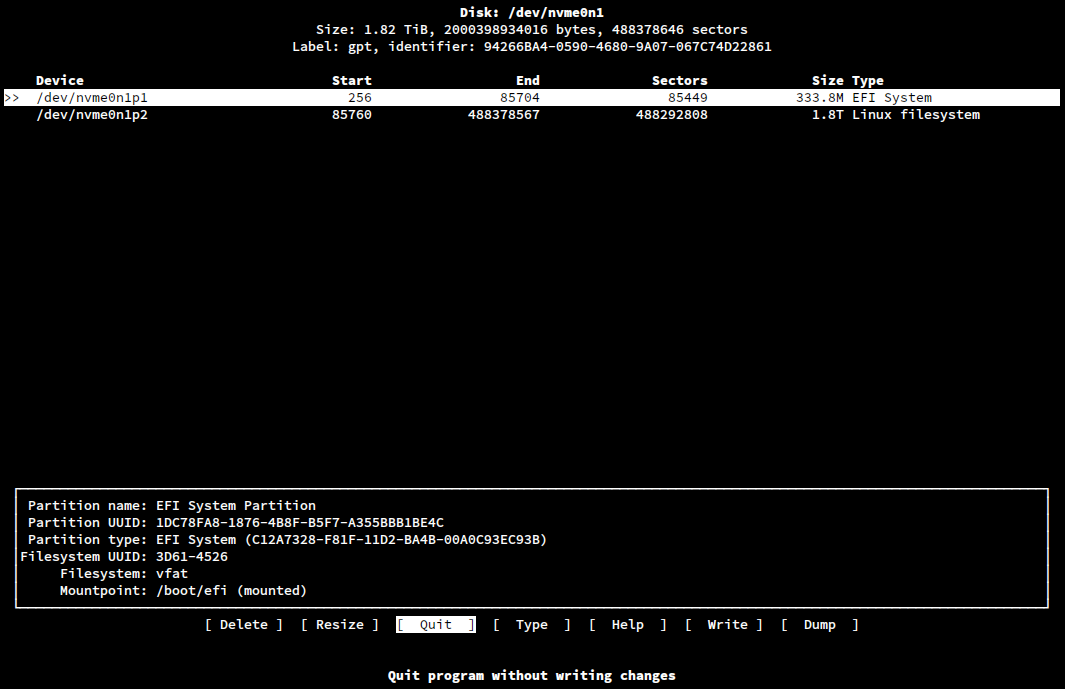 Disk: /dev/nvme0n1
Size: 1.82 TiB, 2000398934016 bytes, 488378646 sectors
Label: gpt, identifier: 94266BA4-0590-4680-9A07-067C74D22861
Device Start End Sectors Size Type
>> /dev/nvme0n1p1 256 85704 85449 333.8M EFI System
/dev/nvme0n1p2 85760 488378567 488292808 1.8T Linux filesystem
Partition name: EFI System Partition
Partition UUID: 1DC78FA8-1876-4B8F-B5F7-A355BBB1BE4C
Partition type: EFI System (C12A7328-F81F-11D2-BA4B-00A0C93EC93B)
Filesystem UUID: 3D61-4526
Filesystem: vfat
Mountpoint: /boot/efi (mounted)
[ Delete ] [ Resize ] [ Quit ] [ Type ] [ Help ] [ Write ] [ Dump ]
Quit program without writing changes